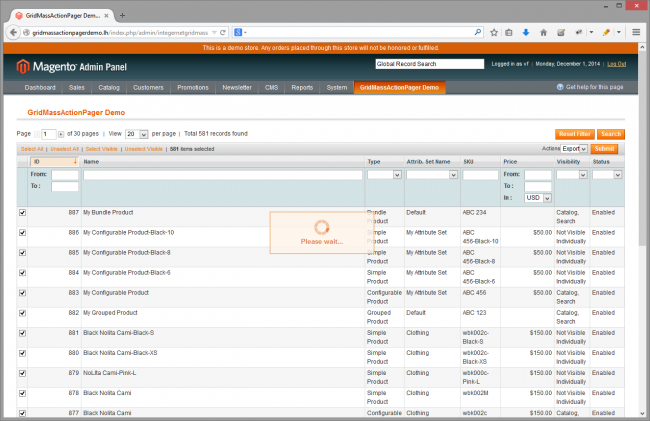 GridMassActionPager Demo...
gridmassactionpagerdemo.lh/index.php/admin/integernetgridmass
This is a demo store. Any orders placed through this store will not be honored or fulfilled.
Magento Admin Panel
Global Record Search
Logged in as vf | Monday, December 1, 2014 | Log Out
Dashboard Sales Catalog Customers Promotions Newsletter CMS Reports System GridMassActionPager Demo Get help for this page
GridMassActionPager Demo
Page 1 of 30 pages | View 20 per page | Total 581 records found Reset Filter Search
Select All | Unselect All | Select Visible | Unselect Visible | 581 items selected Actions Export Submit
ID Name Type Attrib. Set Name SKU Price Visibility Status
From: From:
To : To :
In : USD
887 My Bundle Product Bundle Product Default ABC 234 Catalog, Search Enabled
Please wait...
886 My Configurable Product-Black-10 Simple Product My Attribute Set ABC 456-Black-10 $50.00 Not Visible Individually Enabled
885 My Configurable Product-Black-8 Simple Product My Attribute Set ABC 456-Black-8 $50.00 Not Visible Individually Enabled
884 My Configurable Product-Black-6 Simple Product My Attribute Set ABC 456-Black-6 $50.00 Not Visible Individually Enabled
883 My Configurable Product Configurable Product My Attribute Set ABC 456 $50.00 Catalog, Search Enabled
882 My Grouped Product Grouped Product Default ABC 123 Catalog, Search Enabled
881 Black Nolita Cami-Black-S Simple Product Clothing wbk002c-Black-S $150.00 Not Visible Individually Enabled
880 Black Nolita Cami-Black-XS Simple Product Clothing wbk002c-Black-XS $150.00 Not Visible Individually Enabled
879 NoLita Cami-Pink-L Simple Product Clothing wbk000c-Pink-L $150.00 Not Visible Individually Enabled
878 Black Nolita Cami Simple Product Clothing wbk002M $150.00 Not Visible Individually Enabled
877 Black Nolita Cami Configurable Clothing wbk002c $150.00 Catalog, Enabled